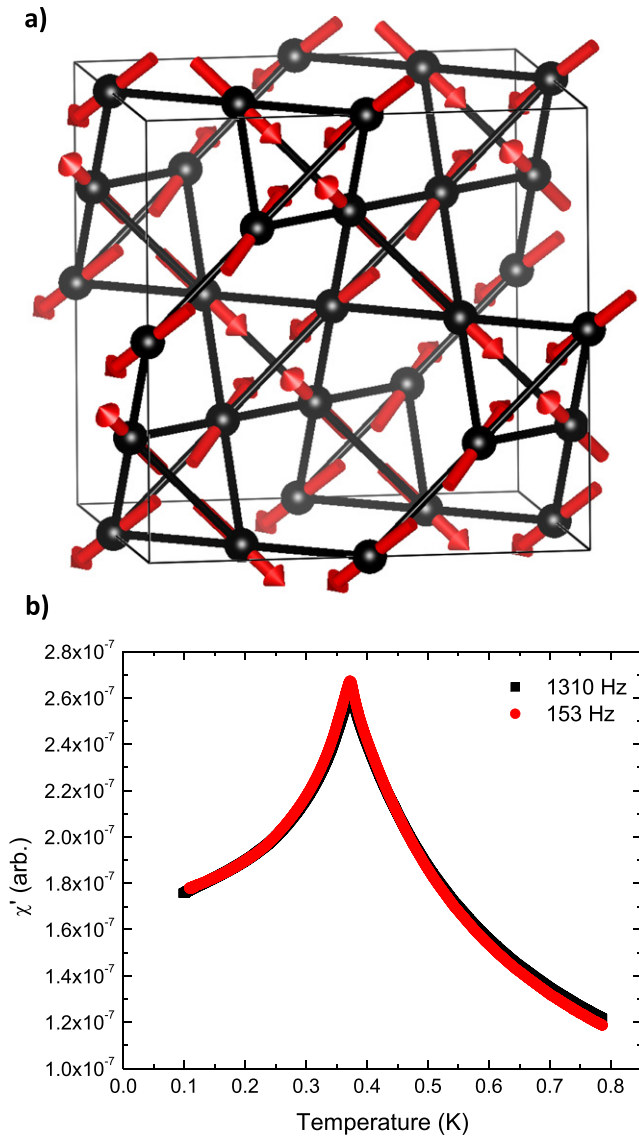 a)
b)
2.8x10⁻⁷
2.6x10⁻⁷
2.4x10⁻⁷
2.2x10⁻⁷
2.0x10⁻⁷
1.8x10⁻⁷
1.6x10⁻⁷
1.4x10⁻⁷
1.2x10⁻⁷
1.0x10⁻⁷
χ' (arb.)
1310 Hz
153 Hz
0.0 0.1 0.2 0.3 0.4 0.5 0.6 0.7 0.8
Temperature (K)